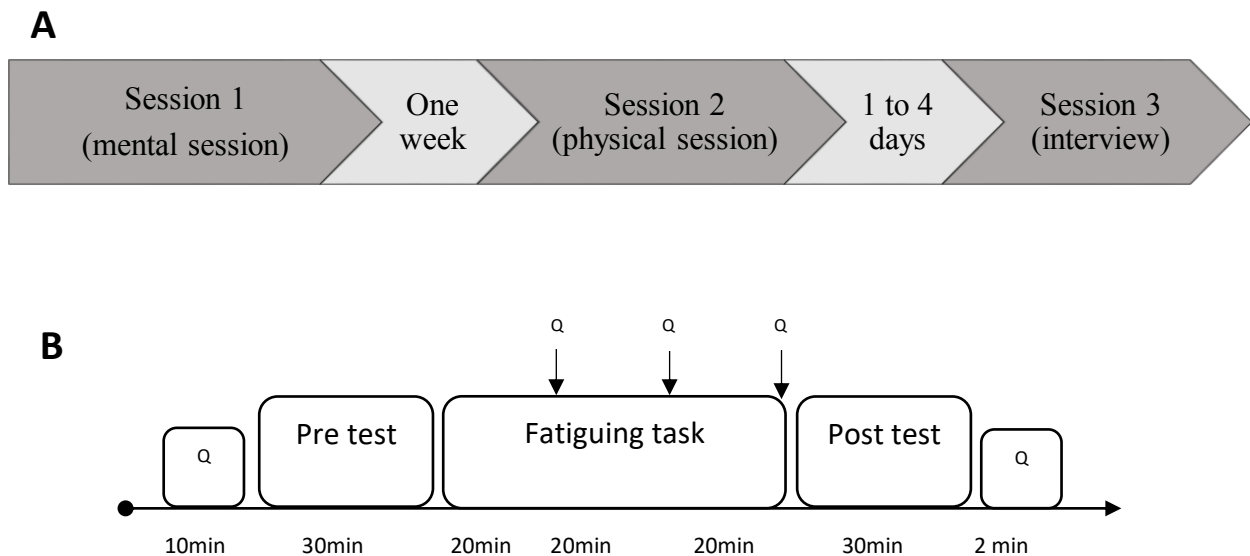 A
Session 1
(mental session)
One
week
Session 2
(physical session)
1 to 4
days
Session 3
(interview)
B
Q Q Q
Q
Pre test
Fatiguing task
Post test
Q
10min 30min 20min 20min 20min 30min 2 min